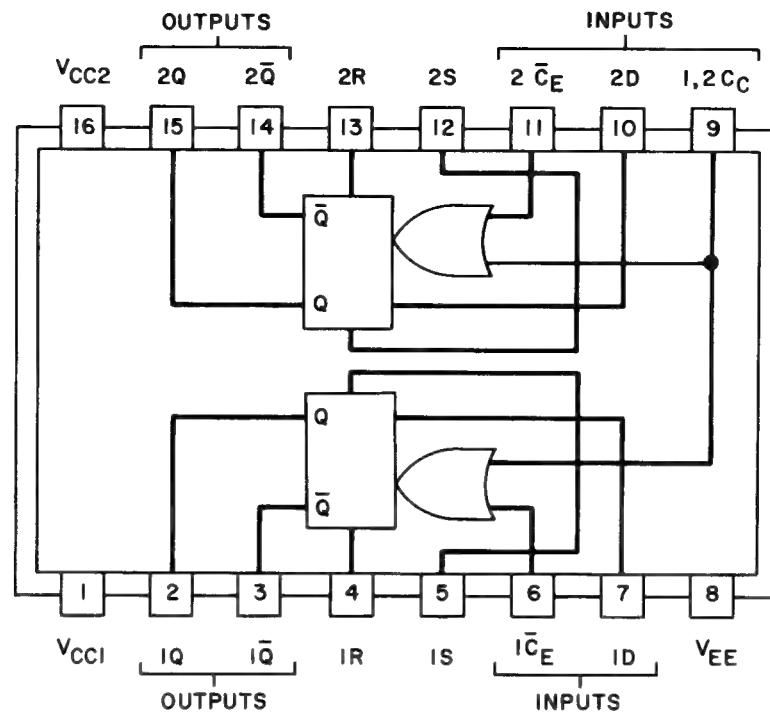 OUTPUTS INPUTS
VCC2 2Q 2Q̅ 2R 2S 2 C̅E 2D 1,2 CC
16 15 14 13 12 11 10 9
Q̅
Q
Q
Q̅
1 2 3 4 5 6 7 8
VCC1 1Q 1Q̅ 1R 1S 1C̅E 1D VEE
OUTPUTS INPUTS